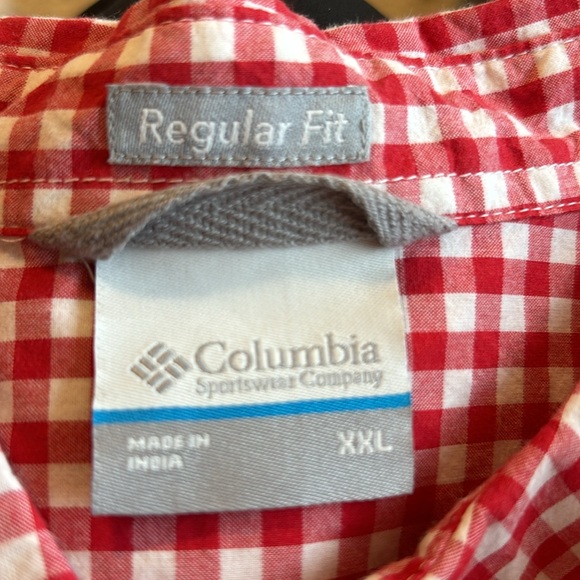 Regular Fit
Columbia
Sportswear Company
MADE IN
INDIA
XXL